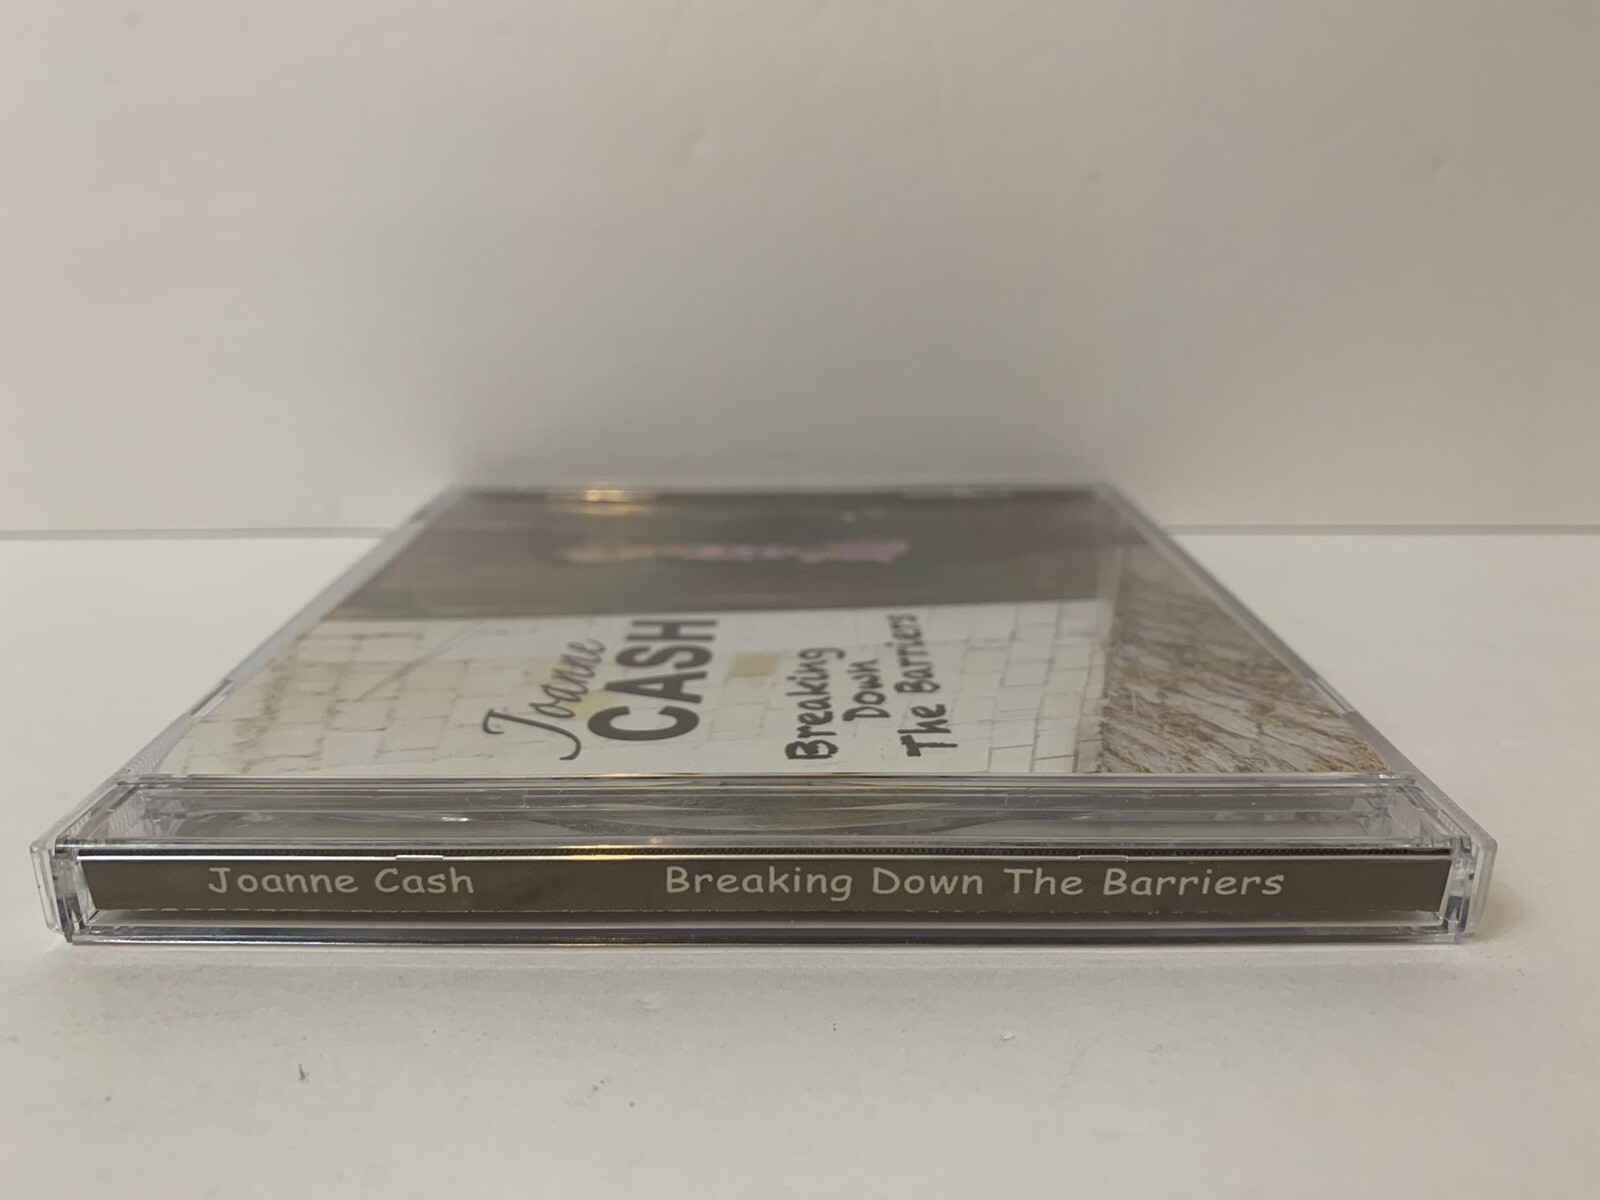 Joanne
CASH
Breaking
Down
The Barriers
Joanne Cash Breaking Down The Barriers